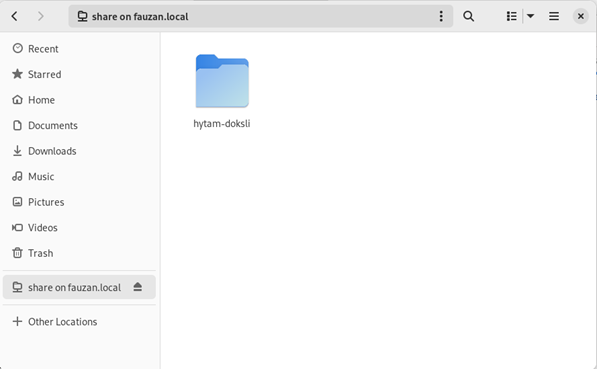 share on fauzan.local
Recent
Starred
Home
Documents
Downloads
Music
Pictures
Videos
Trash
share on fauzan.local
Other Locations
hytam-doksli